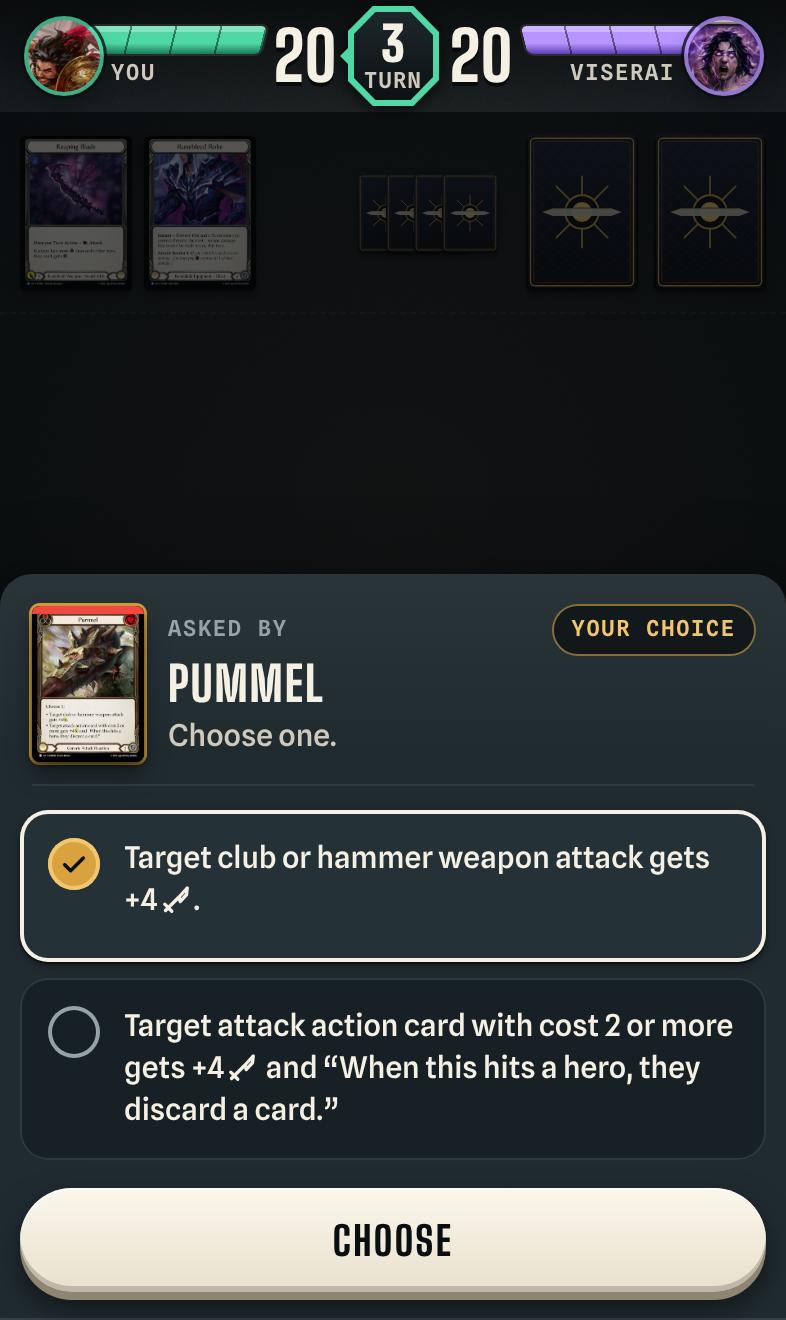 20
3
TURN
20
YOU
VISERAI
Reaping Blade
Runebleed Robe
Pummel
ASKED BY
YOUR CHOICE
PUMMEL
Choose one.
Target club or hammer weapon attack gets
+4.
Target attack action card with cost 2 or more
gets +4 and “When this hits a hero, they
discard a card.”
CHOOSE